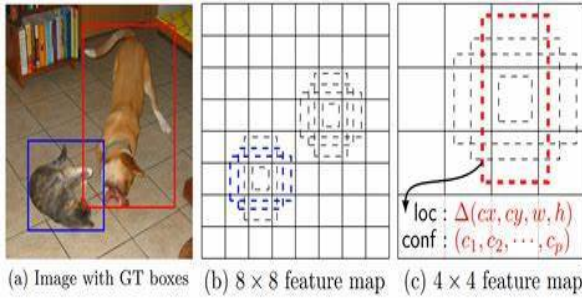 loc : Δ(cx, cy, w, h)
conf : (c₁, c₂, ⋯, cₚ)
(a) Image with GT boxes
(b) 8 × 8 feature map
(c) 4 × 4 feature map